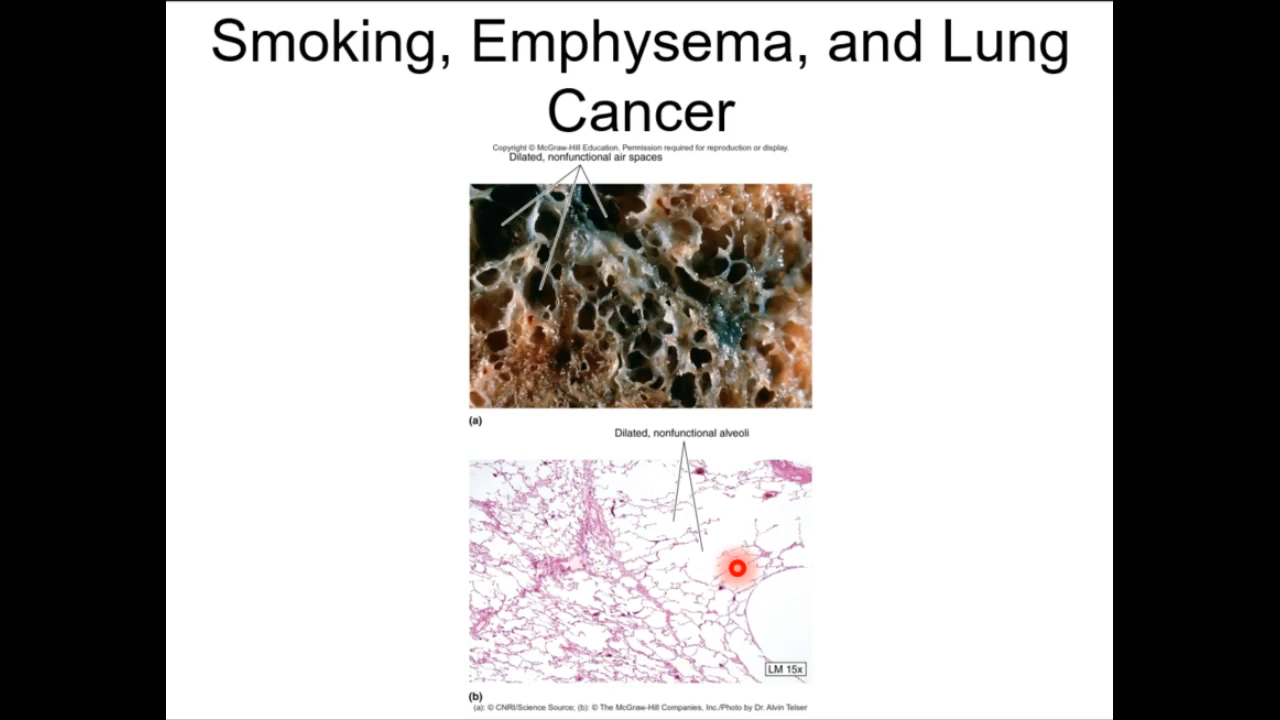 Smoking, Emphysema, and Lung
Cancer
Copyright © McGraw-Hill Education. Permission required for reproduction or display.
Dilated, nonfunctional air spaces
(a)
Dilated, nonfunctional alveoli
LM 15x
(b)
(a): © CNRI/Science Source; (b): © The McGraw-Hill Companies, Inc./Photo by Dr. Alvin Telser